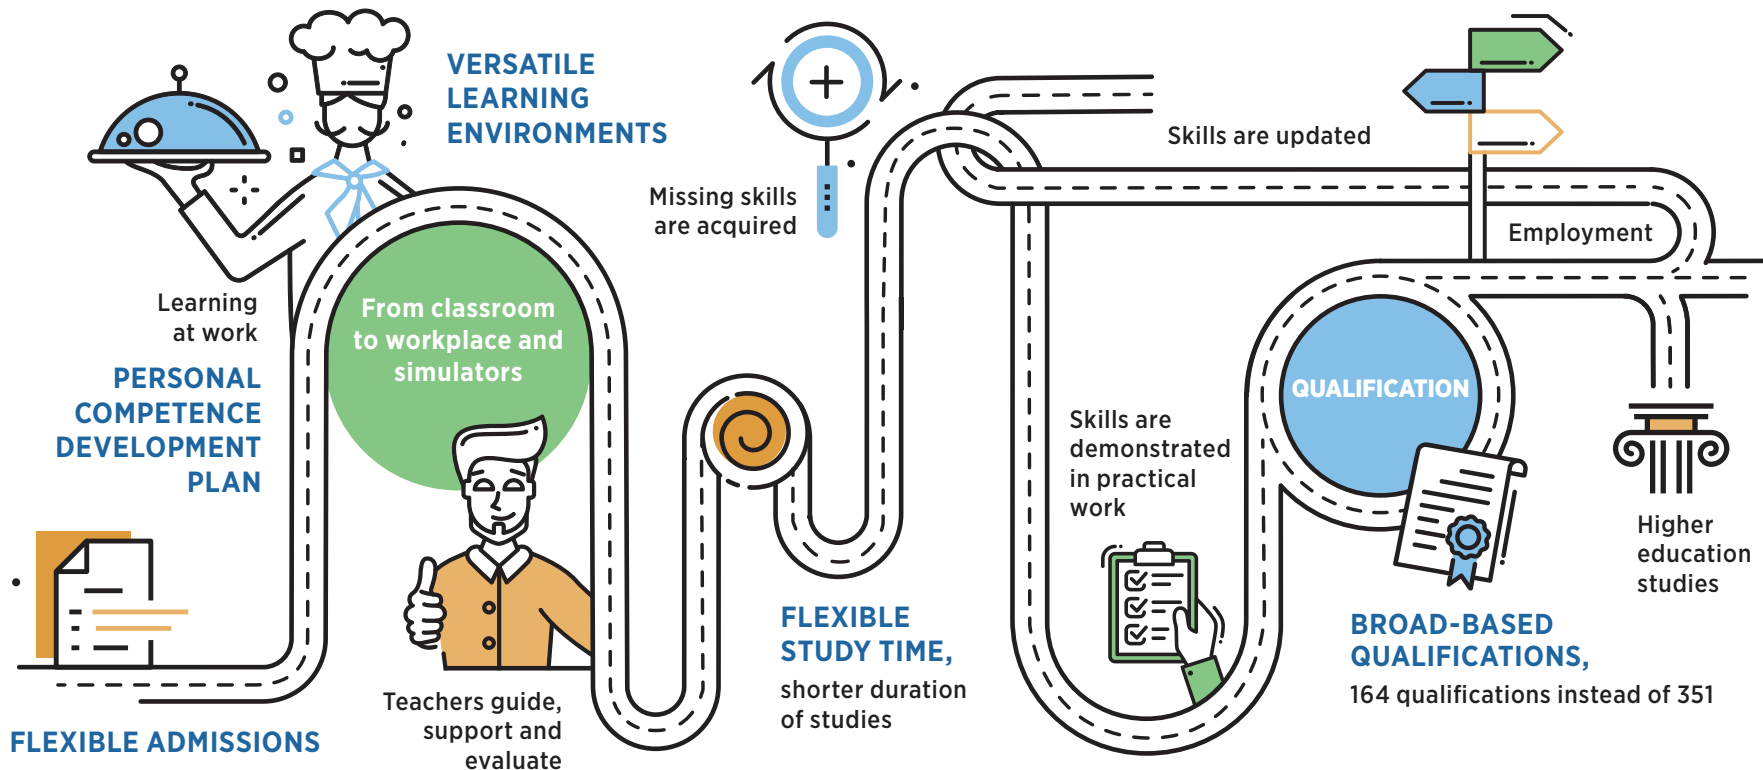 VERSATILE
LEARNING
ENVIRONMENTS
Learning
at work
From classroom
to workplace and
simulators
PERSONAL
COMPETENCE
DEVELOPMENT
PLAN
FLEXIBLE ADMISSIONS
Teachers guide,
support and
evaluate
Missing skills
are acquired
FLEXIBLE
STUDY TIME,
shorter duration
of studies
Skills are updated
Employment
Skills are
demonstrated
in practical
work
QUALIFICATION
BROAD-BASED
QUALIFICATIONS,
164 qualifications instead of 351
Higher
education
studies